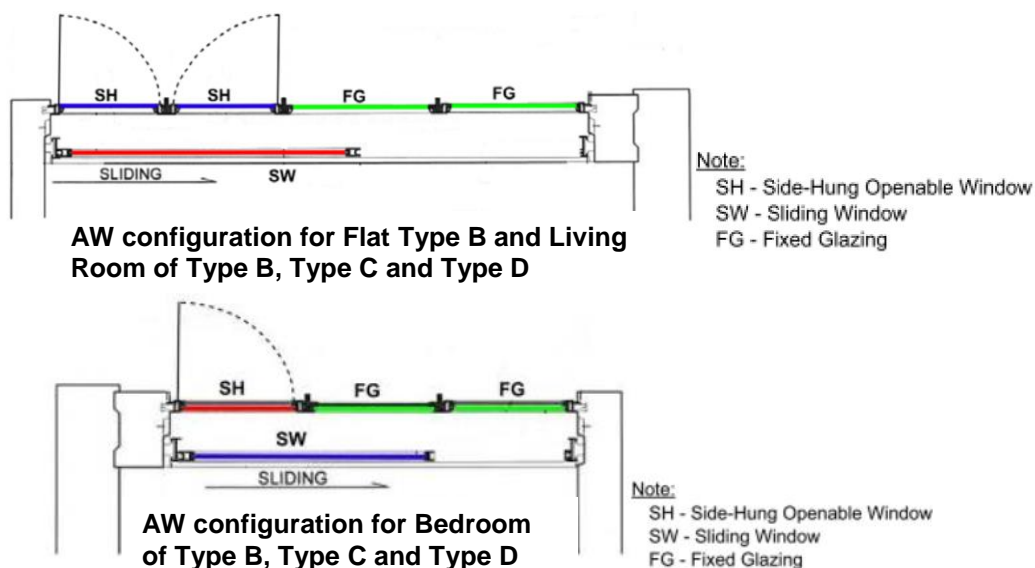 SH SH FG FG
SLIDING SW
Note:
SH - Side-Hung Openable Window
SW - Sliding Window
FG - Fixed Glazing
AW configuration for Flat Type B and Living
Room of Type B, Type C and Type D
SH FG FG
SW
SLIDING
Note:
SH - Side-Hung Openable Window
SW - Sliding Window
FG - Fixed Glazing
AW configuration for Bedroom
of Type B, Type C and Type D